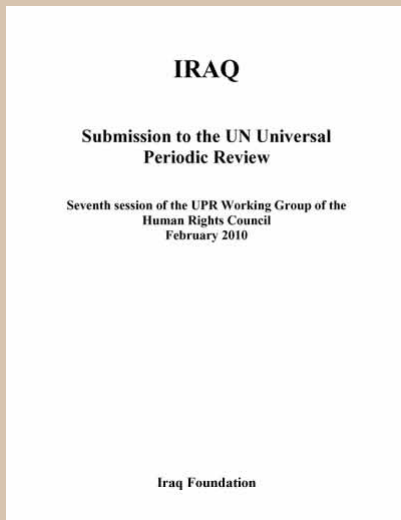 IRAQ
Submission to the UN Universal
Periodic Review
Seventh session of the UPR Working Group of the
Human Rights Council
February 2010
Iraq Foundation